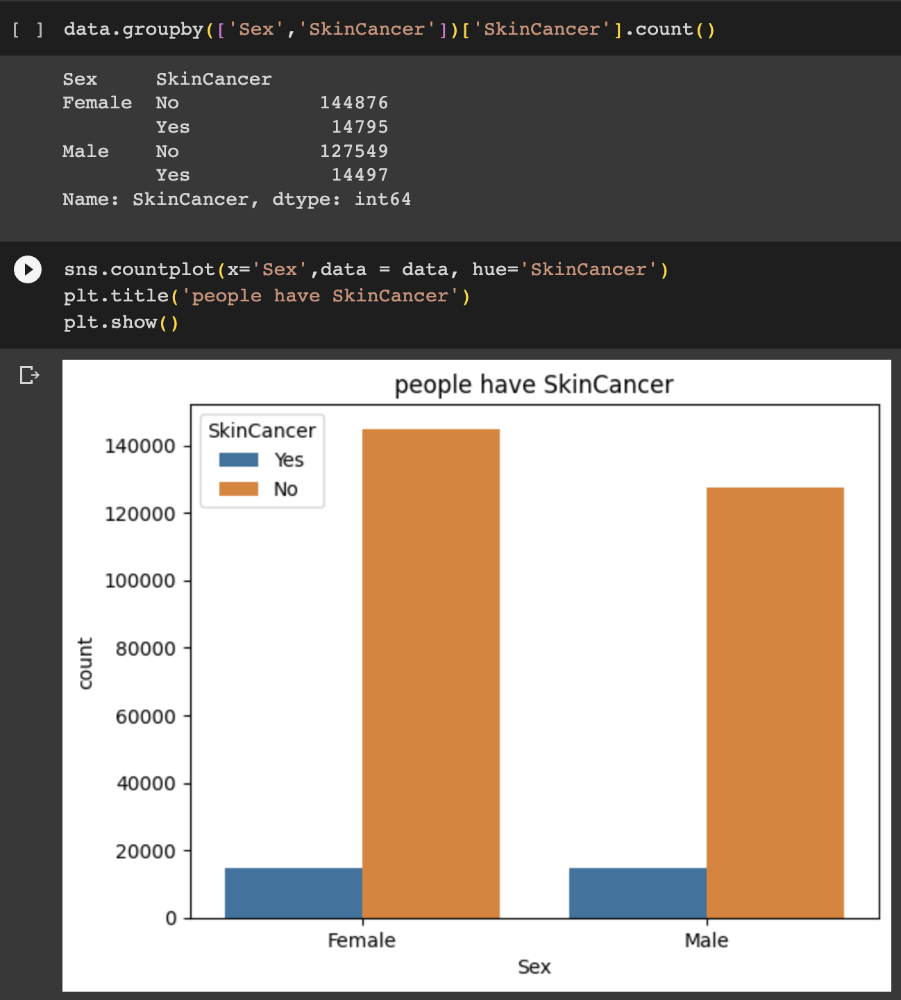 [ ] data.groupby(['Sex','SkinCancer'])['SkinCancer'].count()
Sex     SkinCancer
Female  No            144876
        Yes            14795
Male    No            127549
        Yes            14497
Name: SkinCancer, dtype: int64
sns.countplot(x='Sex',data = data, hue='SkinCancer')
plt.title('people have SkinCancer')
plt.show()
people have SkinCancer
SkinCancer
Yes
No
140000
120000
100000
80000
60000
40000
20000
0
count
Female Male
Sex